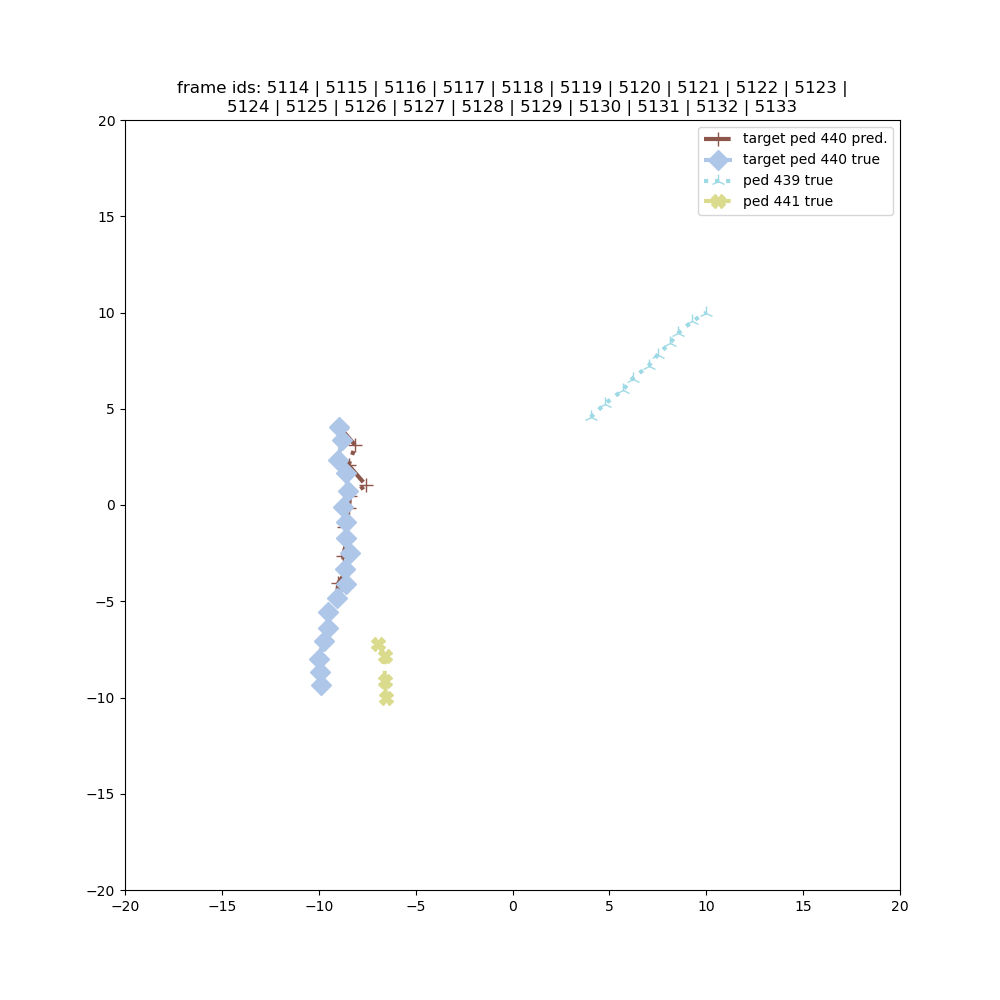 frame ids: 5114 | 5115 | 5116 | 5117 | 5118 | 5119 | 5120 | 5121 | 5122 | 5123 |
5124 | 5125 | 5126 | 5127 | 5128 | 5129 | 5130 | 5131 | 5132 | 5133
target ped 440 pred.
target ped 440 true
ped 439 true
ped 441 true
20
15
10
5
0
−5
−10
−15
−20
−20 −15 −10 −5 0 5 10 15 20